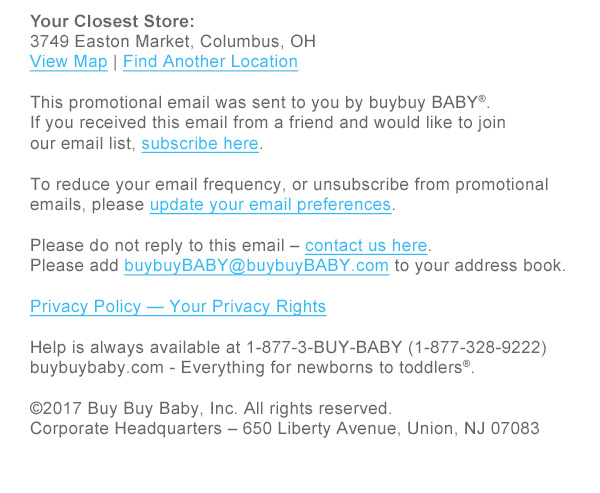 Your Closest Store:
3749 Easton Market, Columbus, OH
View Map | Find Another Location
This promotional email was sent to you by buybuy BABY®.
If you received this email from a friend and would like to join
our email list, subscribe here.
To reduce your email frequency, or unsubscribe from promotional
emails, please update your email preferences.
Please do not reply to this email – contact us here.
Please add buybuyBABY@buybuyBABY.com to your address book.
Privacy Policy — Your Privacy Rights
Help is always available at 1-877-3-BUY-BABY (1-877-328-9222)
buybuybaby.com - Everything for newborns to toddlers®.
©2017 Buy Buy Baby, Inc. All rights reserved.
Corporate Headquarters – 650 Liberty Avenue, Union, NJ 07083